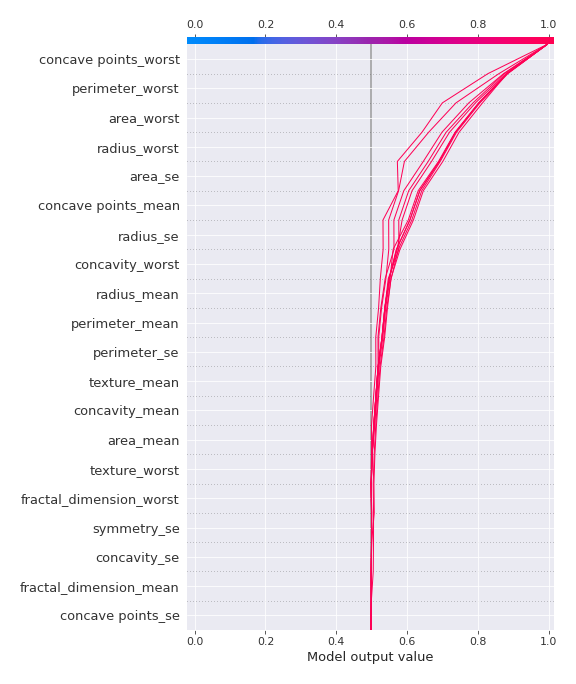 0.0 0.2 0.4 0.6 0.8 1.0
concave points_worst
perimeter_worst
area_worst
radius_worst
area_se
concave points_mean
radius_se
concavity_worst
radius_mean
perimeter_mean
perimeter_se
texture_mean
concavity_mean
area_mean
texture_worst
fractal_dimension_worst
symmetry_se
concavity_se
fractal_dimension_mean
concave points_se
0.0 0.2 0.4 0.6 0.8 1.0
Model output value